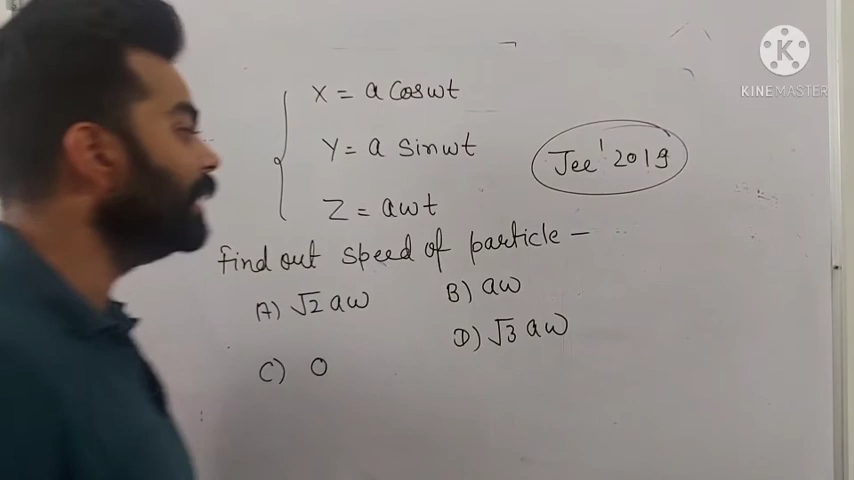 X = a Coswt
Y = a Sinwt
Z = awt
Jee' 2019
find out speed of particle –
A) √2 aw
B) aw
C) 0
D) √3 aw
K
KINEMASTER